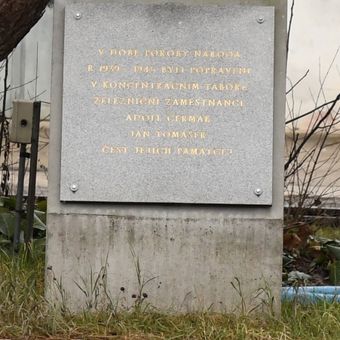 V DOBĚ POROBY NÁRODA
R 1939 - 1945 BYLI POPRAVENI
V KONCENTRAČNÍM TÁBOŘE
ŽELEZNIČNÍ ZAMĚSTNANCI
ADOLF ČERMÁK
JAN TOMÁŠEK
ČEST JEJICH PAMÁTCE!